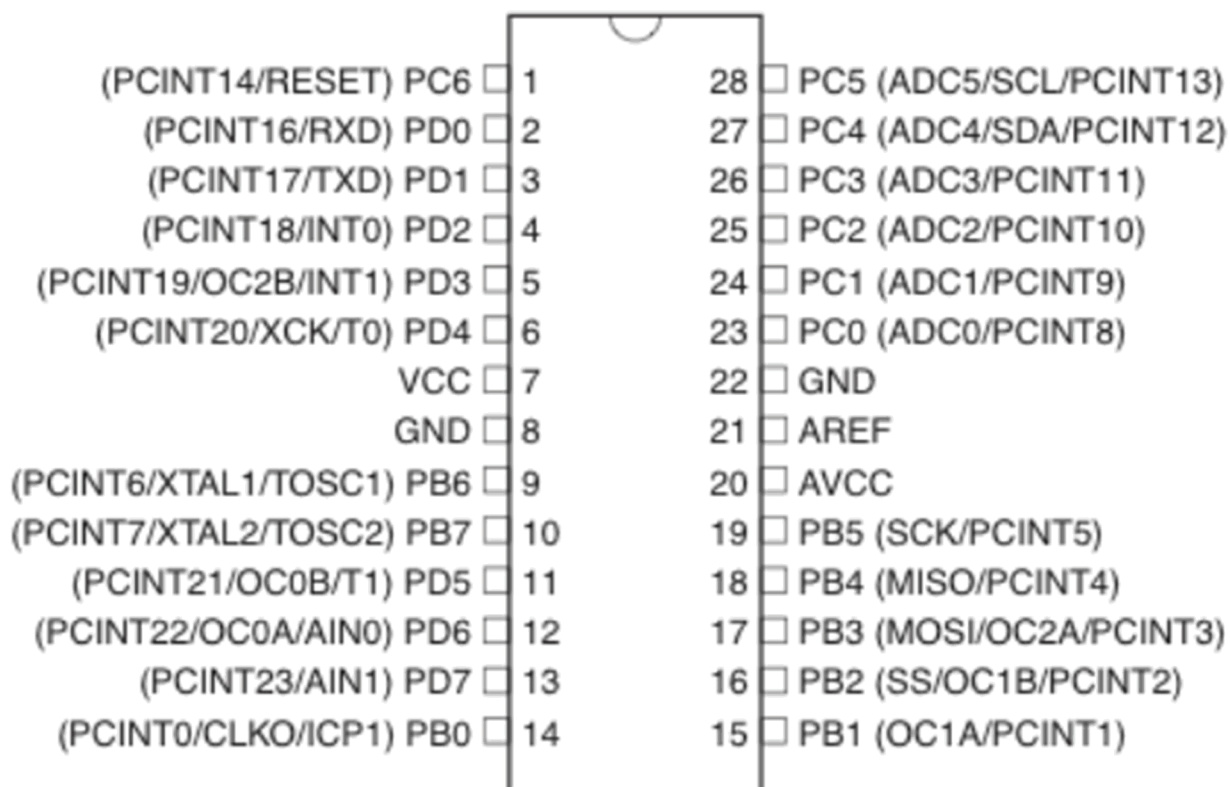 (PCINT14/RESET) PC6 1 28 PC5 (ADC5/SCL/PCINT13)
(PCINT16/RXD) PD0 2 27 PC4 (ADC4/SDA/PCINT12)
(PCINT17/TXD) PD1 3 26 PC3 (ADC3/PCINT11)
(PCINT18/INT0) PD2 4 25 PC2 (ADC2/PCINT10)
(PCINT19/OC2B/INT1) PD3 5 24 PC1 (ADC1/PCINT9)
(PCINT20/XCK/T0) PD4 6 23 PC0 (ADC0/PCINT8)
VCC 7 22 GND
GND 8 21 AREF
(PCINT6/XTAL1/TOSC1) PB6 9 20 AVCC
(PCINT7/XTAL2/TOSC2) PB7 10 19 PB5 (SCK/PCINT5)
(PCINT21/OC0B/T1) PD5 11 18 PB4 (MISO/PCINT4)
(PCINT22/OC0A/AIN0) PD6 12 17 PB3 (MOSI/OC2A/PCINT3)
(PCINT23/AIN1) PD7 13 16 PB2 (SS/OC1B/PCINT2)
(PCINT0/CLKO/ICP1) PB0 14 15 PB1 (OC1A/PCINT1)